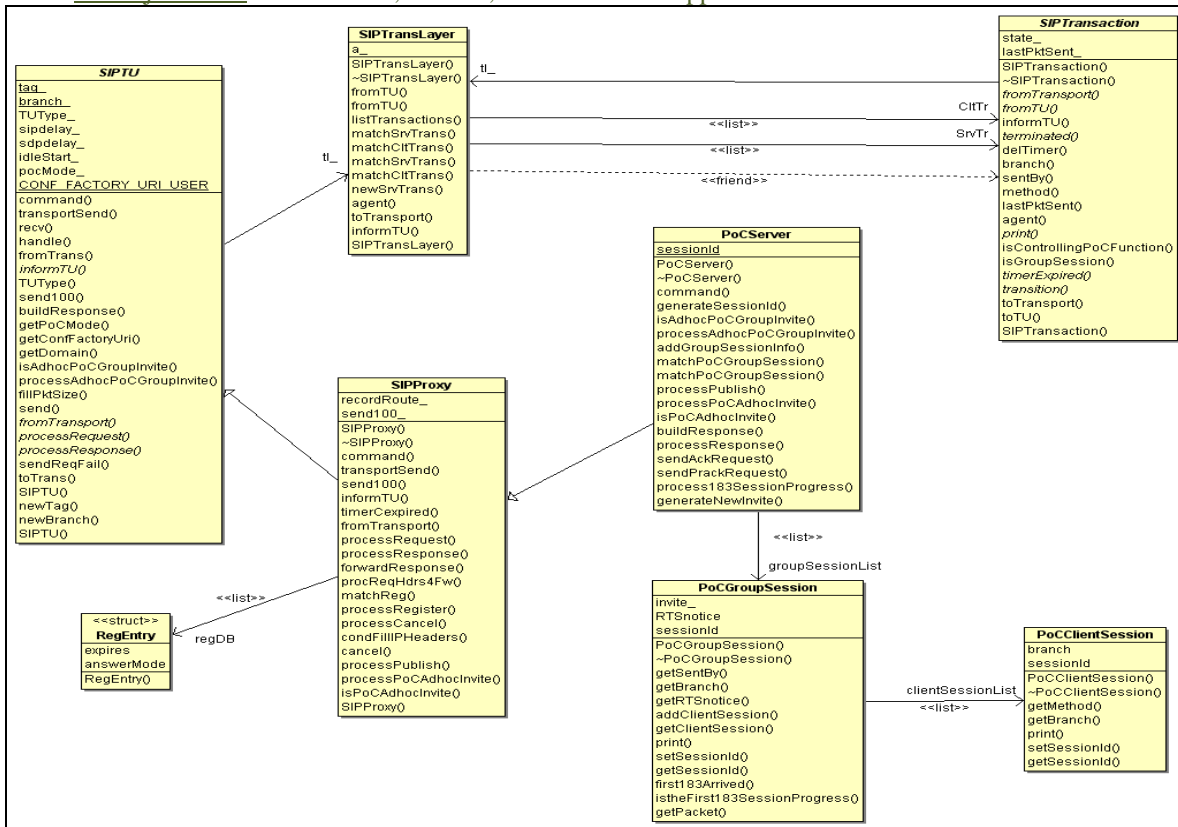 SIPTU
tag_
branch_
TUType_
sipdelay_
sdpdelay_
idleStart_
pocMode_
CONF_FACTORY_URI_USER
command()
transportSend()
recv()
handle()
fromTrans()
informTU()
TUType()
send100()
buildResponse()
getPoCMode()
getConfFactoryUri()
getDomain()
isAdhocPoCGroupInvite()
processAdhocPoCGroupInvite()
fillPktSize()
send()
fromTransport()
processRequest()
processResponse()
sendReqFail()
toTrans()
SIPTU()
newTag()
newBranch()
SIPTU()
tl_
SIPTransLayer
a_
SIPTransLayer()
~SIPTransLayer()
fromTU()
fromTU()
listTransactions()
matchSrvTrans()
matchCltTrans()
matchSrvTrans()
matchCltTrans()
newSrvTrans()
agent()
toTransport()
informTU()
SIPTransLayer()
tl_
CltTr
<<list>>
SrvTr
<<list>>
<<friend>>
SIPTransaction
state_
lastPktSent_
SIPTransaction()
~SIPTransaction()
fromTransport()
fromTU()
informTU()
terminated()
delTimer()
branch()
sentBy()
method()
lastPktSent()
agent()
print()
isControllingPoCFunction()
isGroupSession()
timerExpired()
transition()
toTransport()
toTU()
SIPTransaction()
PoCServer
sessionId
PoCServer()
~PoCServer()
command()
generateSessionId()
isAdhocPoCGroupInvite()
processAdhocPoCGroupInvite()
addGroupSessionInfo()
matchPoCGroupSession()
matchPoCGroupSession()
processPublish()
processPoCAdhocInvite()
isPoCAdhocInvite()
buildResponse()
processResponse()
sendAckRequest()
sendPrackRequest()
process183SessionProgress()
generateNewInvite()
SIPProxy
recordRoute_
send100_
SIPProxy()
~SIPProxy()
command()
transportSend()
send100()
informTU()
timerCexpired()
fromTransport()
processRequest()
processResponse()
forwardResponse()
procReqHdrs4Fw()
matchReg()
processRegister()
processCancel()
condFillIPHeaders()
cancel()
processPublish()
processPoCAdhocInvite()
isPoCAdhocInvite()
SIPProxy()
<<list>>
regDB
<<struct>>
RegEntry
expires
answerMode
RegEntry()
<<list>>
groupSessionList
PoCGroupSession
invite_
RTSnotice
sessionId
PoCGroupSession()
~PoCGroupSession()
getSentBy()
getBranch()
getRTSnotice()
addClientSession()
getClientSession()
print()
setSessionId()
getSessionId()
first183Arrived()
istheFirst183SessionProgress()
getPacket()
clientSessionList
<<list>>
PoCClientSession
branch
sessionId
PoCClientSession()
~PoCClientSession()
getMethod()
getBranch()
print()
setSessionId()
getSessionId()